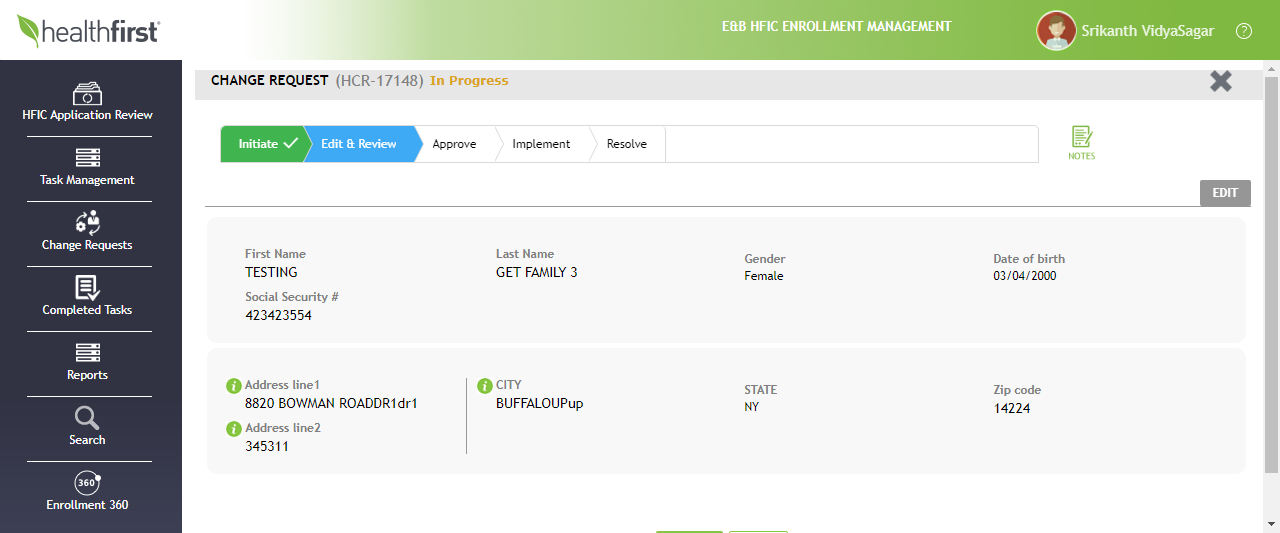 healthfirst
E&B HFIC ENROLLMENT MANAGEMENT
Srikanth VidyaSagar
?
HFIC Application Review
Task Management
Change Requests
Completed Tasks
Reports
Search
360
Enrollment 360
CHANGE REQUEST (HCR-17148) In Progress
Initiate
Edit & Review
Approve
Implement
Resolve
NOTES
EDIT
First Name
TESTING
Last Name
GET FAMILY 3
Gender
Female
Date of birth
03/04/2000
Social Security #
423423554
i Address line1
8820 BOWMAN ROADDR1dr1
i CITY
BUFFALOUPup
STATE
NY
Zip code
14224
i Address line2
345311